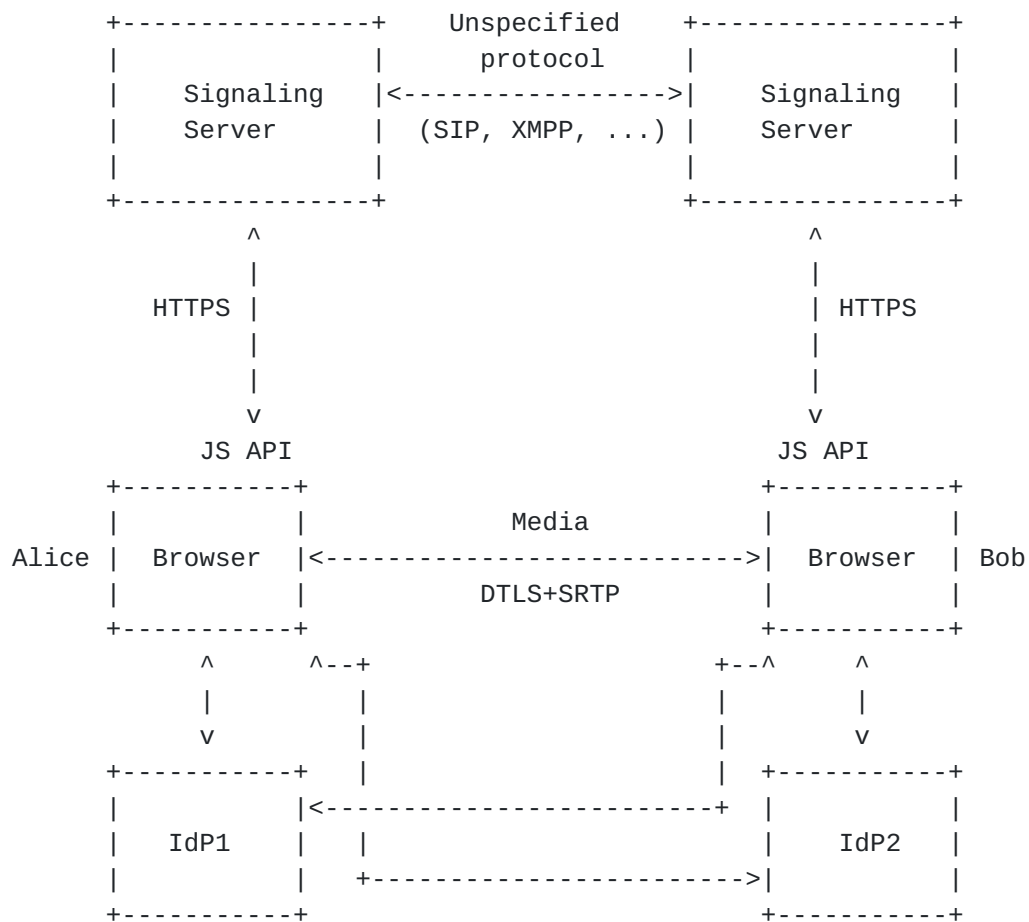 Unspecified
protocol
Signaling Signaling
Server (SIP, XMPP, ...) Server
HTTPS HTTPS
JS API JS API
Media
Alice Browser Browser Bob
DTLS+SRTP
IdP1 IdP2